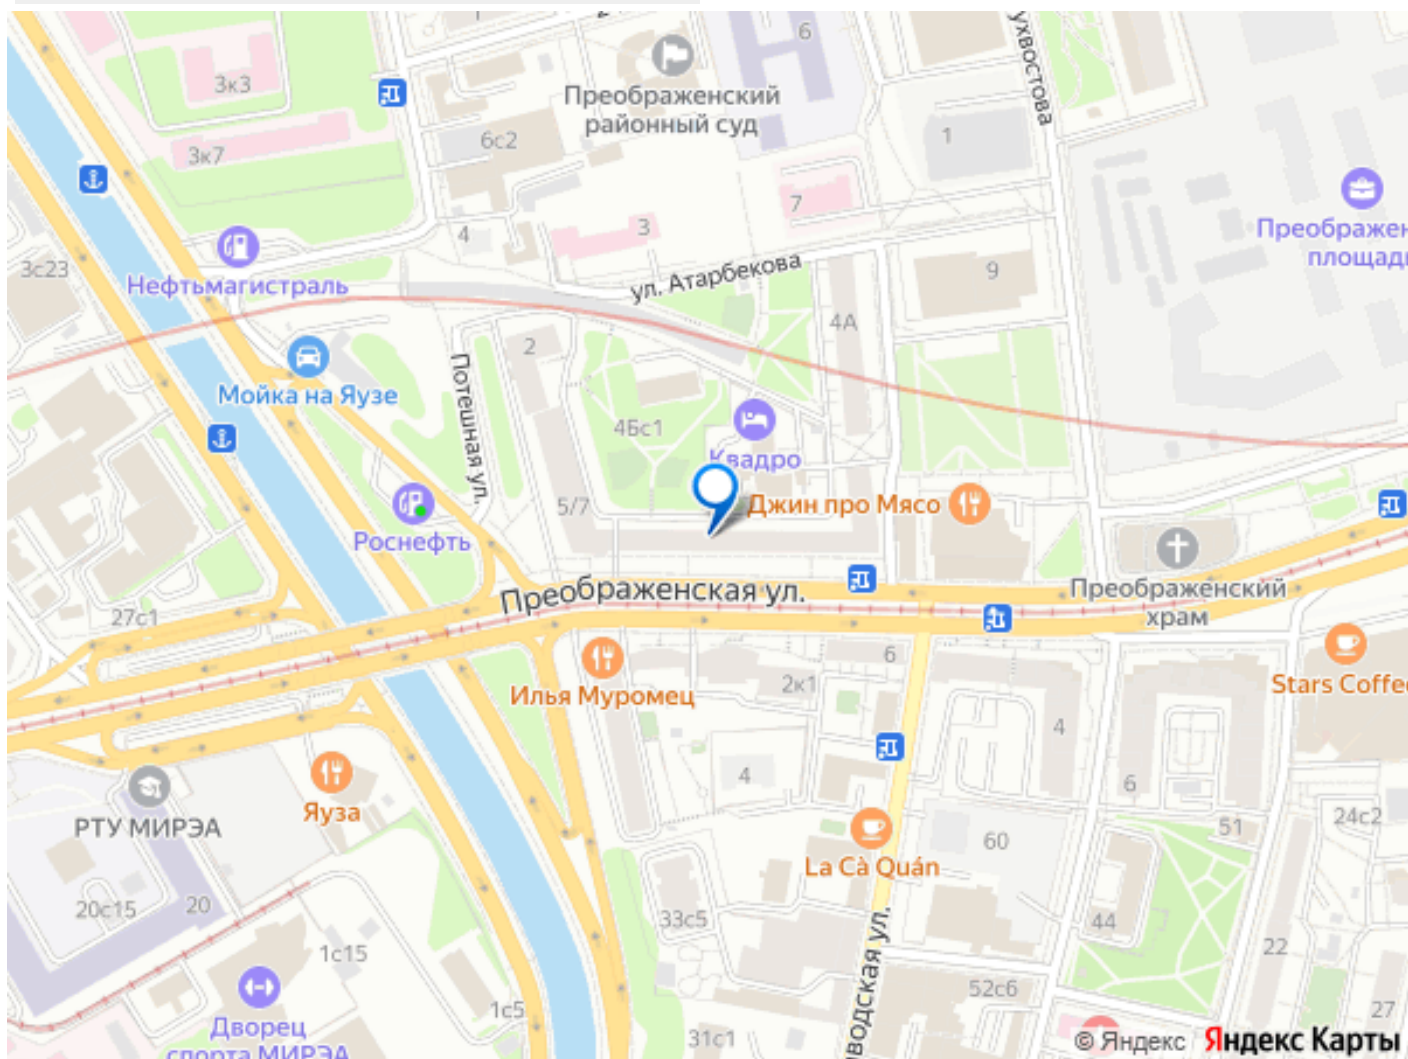 3к3
3к7
3с23
6с2
Преображенский
районный суд
6
1
7
3
4
9
Преображен
площадь
Нефтьмагистраль
ул. Атарбекова
4А
2
Мойка на Яузе
Потешная ул.
4Бс1
Квадро
Джин про Мясо
5/7
Роснефть
Преображенская ул.
Преображенский
храм
27с1
Илья Муромец
6
2к1
Stars Coffee
4
4
6
РТУ МИРЭА
Яуза
La Cà Quán
60
51
24с2
20с15
20
33с5
44
22
1с15
1с5
52с6
27
31с1
Дворец
спорта МИРЭА
© Яндекс Яндекс Карты